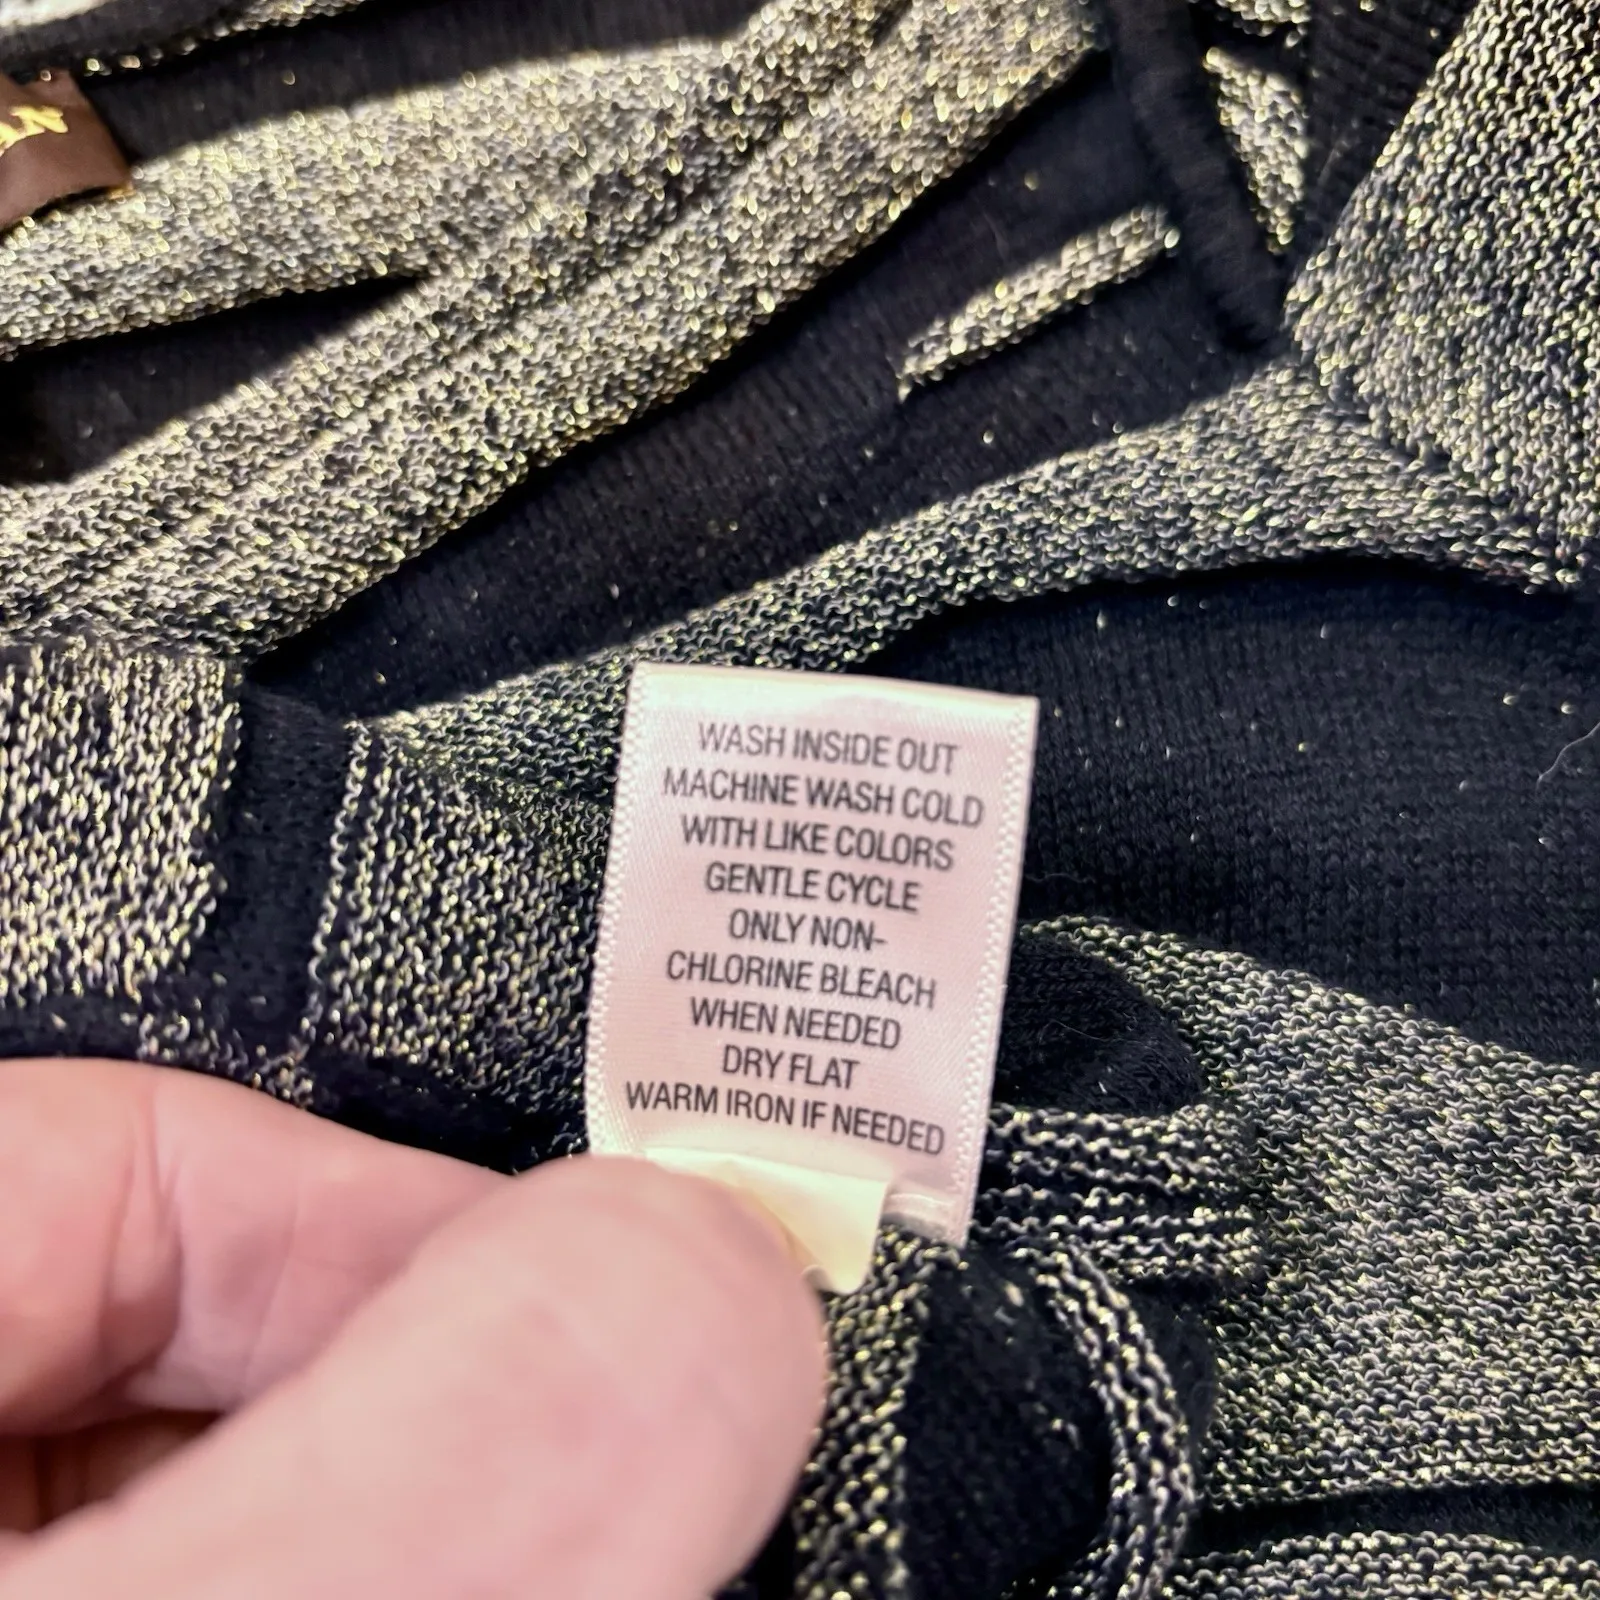 AN
WASH INSIDE OUT
MACHINE WASH COLD
WITH LIKE COLORS
GENTLE CYCLE
ONLY NON-
CHLORINE BLEACH
WHEN NEEDED
DRY FLAT
WARM IRON IF NEEDED